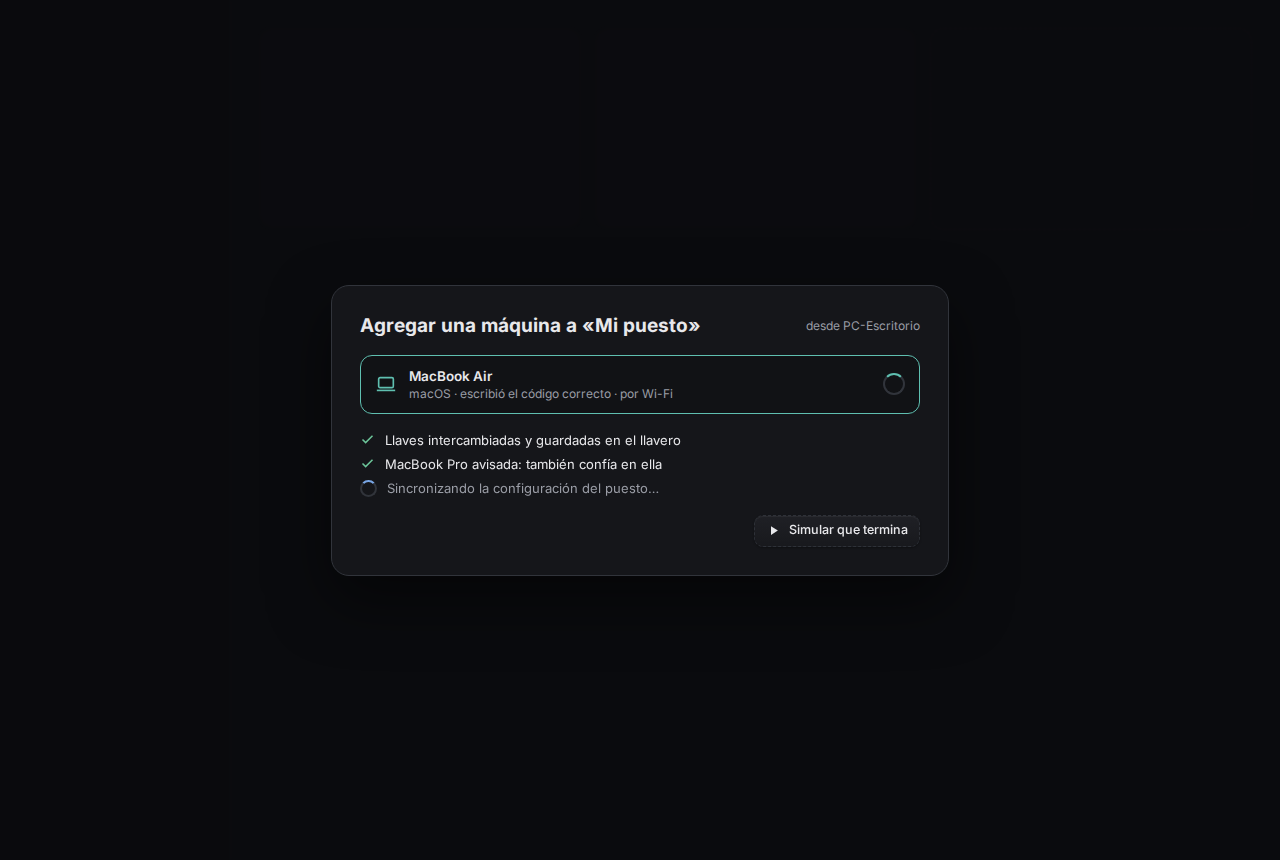 Agregar una máquina a «Mi puesto»
desde PC-Escritorio
MacBook Air
macOS · escribió el código correcto · por Wi-Fi
Llaves intercambiadas y guardadas en el llavero
MacBook Pro avisada: también confía en ella
Sincronizando la configuración del puesto…
Simular que termina